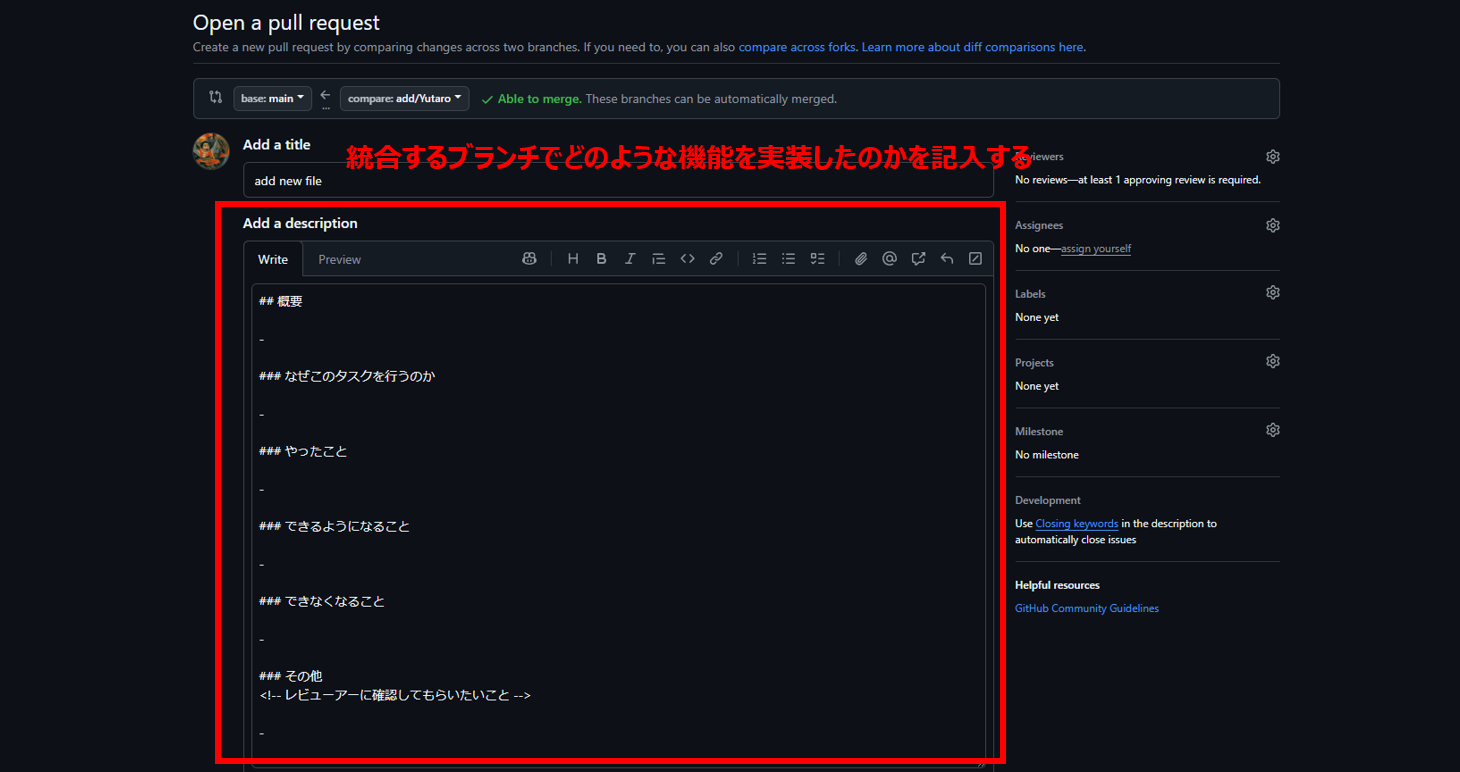 Open a pull request
Create a new pull request by comparing changes across two branches. If you need to, you can also compare across forks. Learn more about diff comparisons here.
base: main
...
compare: add/Yutaro
Able to merge. These branches can be automatically merged.
Add a title
統合するブランチでどのような機能を実装したのかを記入する
add new file
Add a description
Write
Preview
## 概要
-
### なぜこのタスクを行うのか
-
### やったこと
-
### できるようになること
-
### できなくなること
-
### その他
<!-- レビューアーに確認してもらいたいこと -->
-
Reviewers
No reviews—at least 1 approving review is required.
Assignees
No one—assign yourself
Labels
None yet
Projects
None yet
Milestone
No milestone
Development
Use Closing keywords in the description to
automatically close issues
Helpful resources
GitHub Community Guidelines